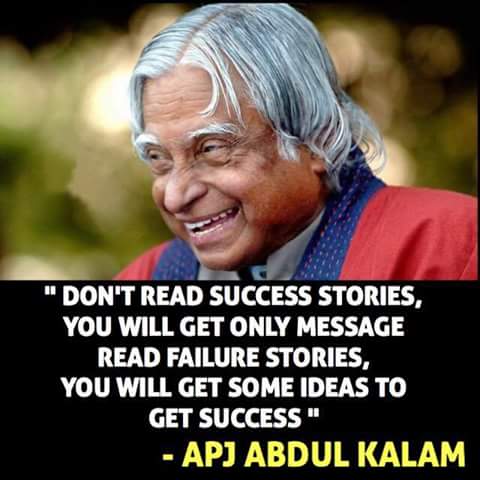 " DON'T READ SUCCESS STORIES,
YOU WILL GET ONLY MESSAGE
READ FAILURE STORIES,
YOU WILL GET SOME IDEAS TO
GET SUCCESS "
- APJ ABDUL KALAM